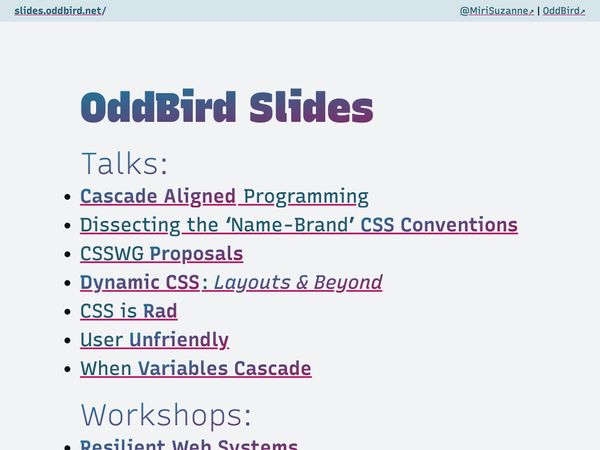 slides.oddbird.net/
@MiriSuzanne↗ | OddBird↗
OddBird Slides
Talks:
• Cascade Aligned Programming
• Dissecting the ‘Name-Brand’ CSS Conventions
• CSSWG Proposals
• Dynamic CSS: Layouts & Beyond
• CSS is Rad
• User Unfriendly
• When Variables Cascade
Workshops:
• Resilient Web Systems